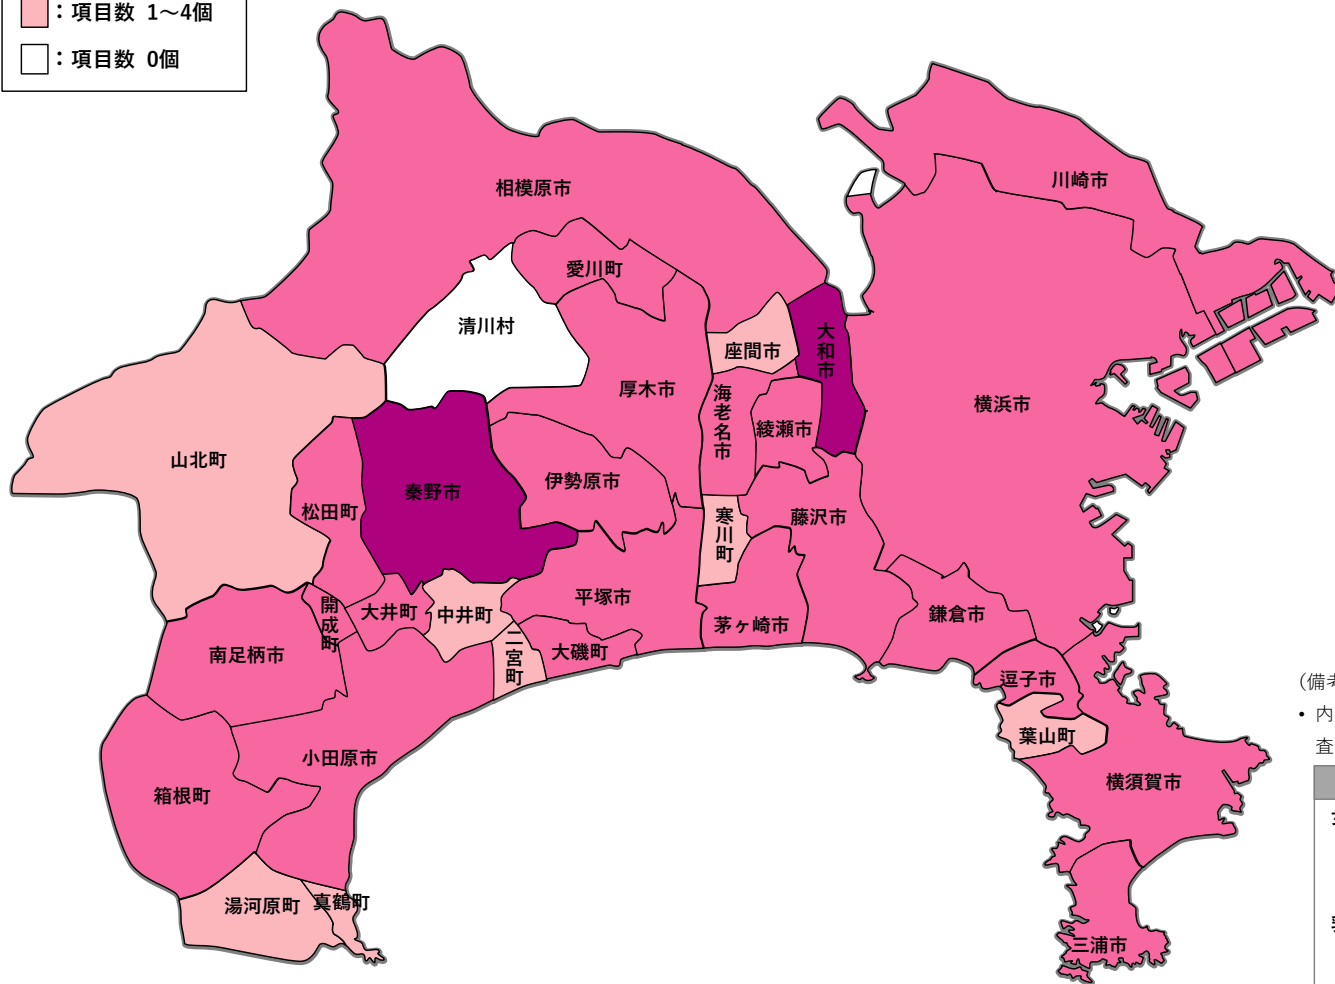 ：項目数 1～4個
：項目数 0個
相模原市
川崎市
愛川町
清川村
座間市
大和市
厚木市
海老名市
綾瀬市
横浜市
山北町
秦野市
伊勢原市
松田町
寒川町
藤沢市
開成町
大井町
中井町
平塚市
茅ヶ崎市
鎌倉市
南足柄市
二宮町
大磯町
逗子市
葉山町
小田原市
箱根町
横須賀市
湯河原町
真鶴町
三浦市
（備考
• 内
査